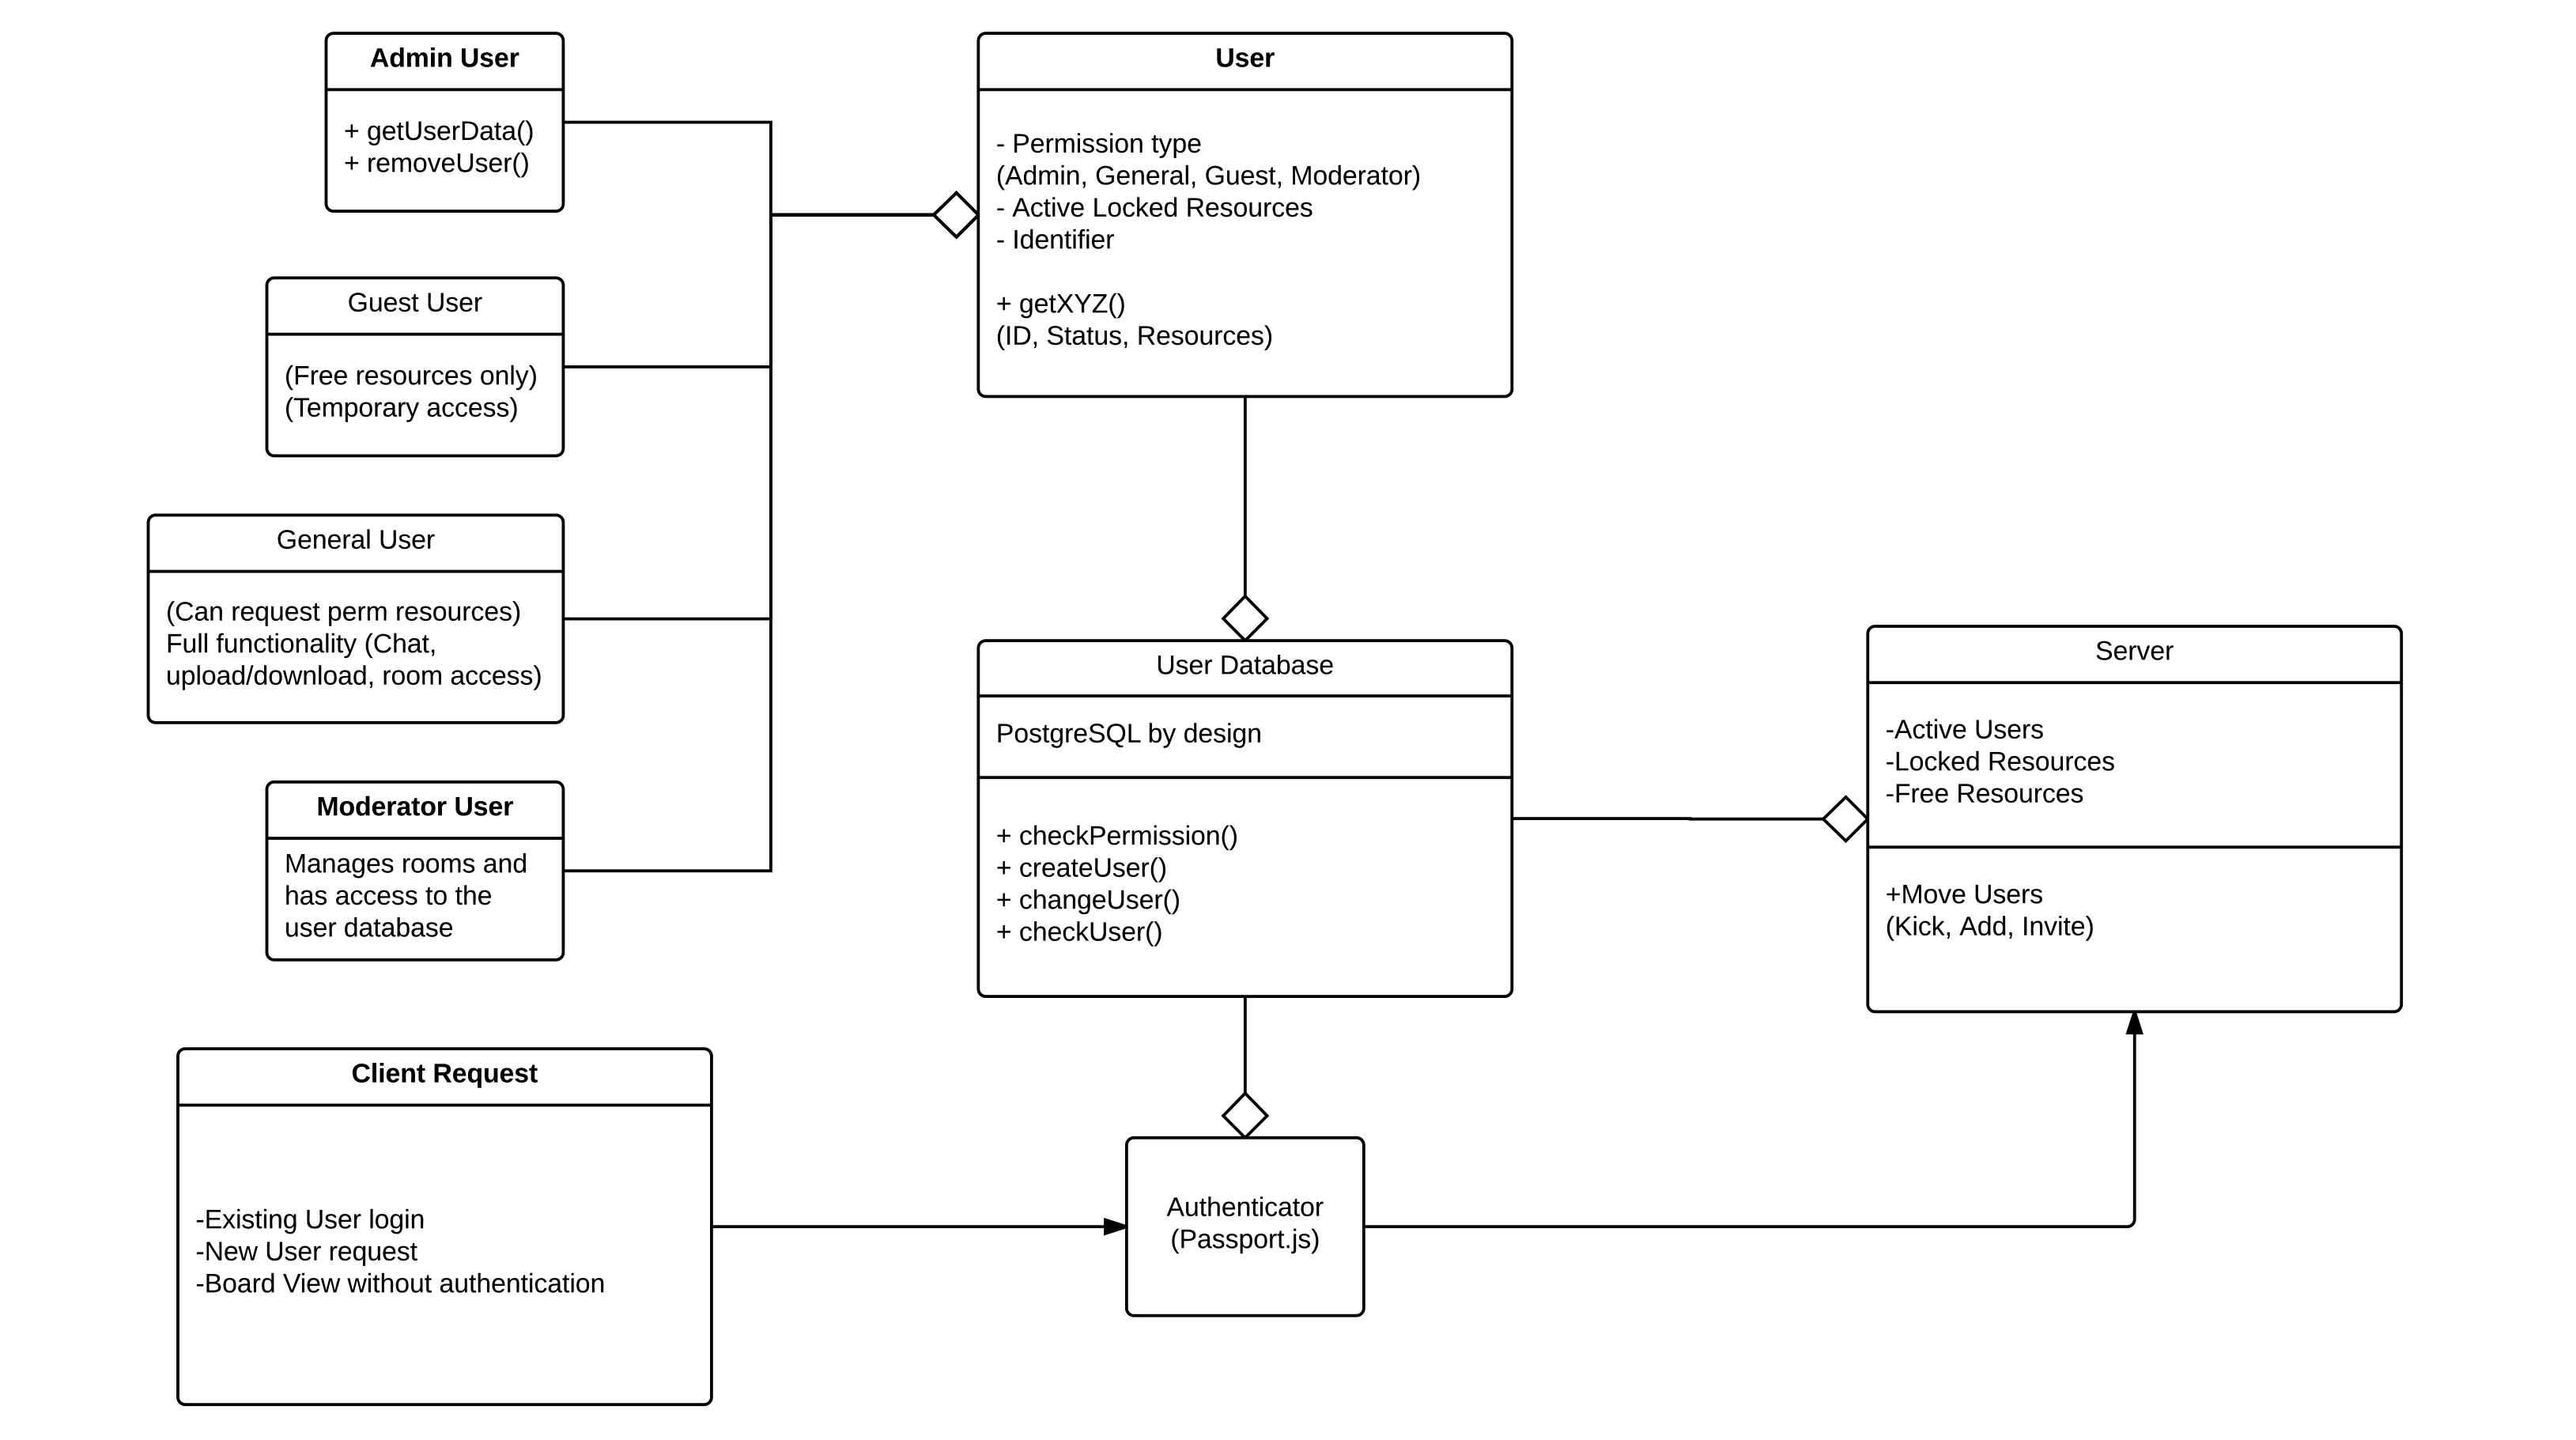 Admin User
+ getUserData()
+ removeUser()
User
- Permission type
(Admin, General, Guest, Moderator)
- Active Locked Resources
- Identifier
+ getXYZ()
(ID, Status, Resources)
Guest User
(Free resources only)
(Temporary access)
General User
(Can request perm resources)
Full functionality (Chat,
upload/download, room access)
User Database
PostgreSQL by design
+ checkPermission()
+ createUser()
+ changeUser()
+ checkUser()
Server
-Active Users
-Locked Resources
-Free Resources
+Move Users
(Kick, Add, Invite)
Moderator User
Manages rooms and
has access to the
user database
Client Request
-Existing User login
-New User request
-Board View without authentication
Authenticator
(Passport.js)